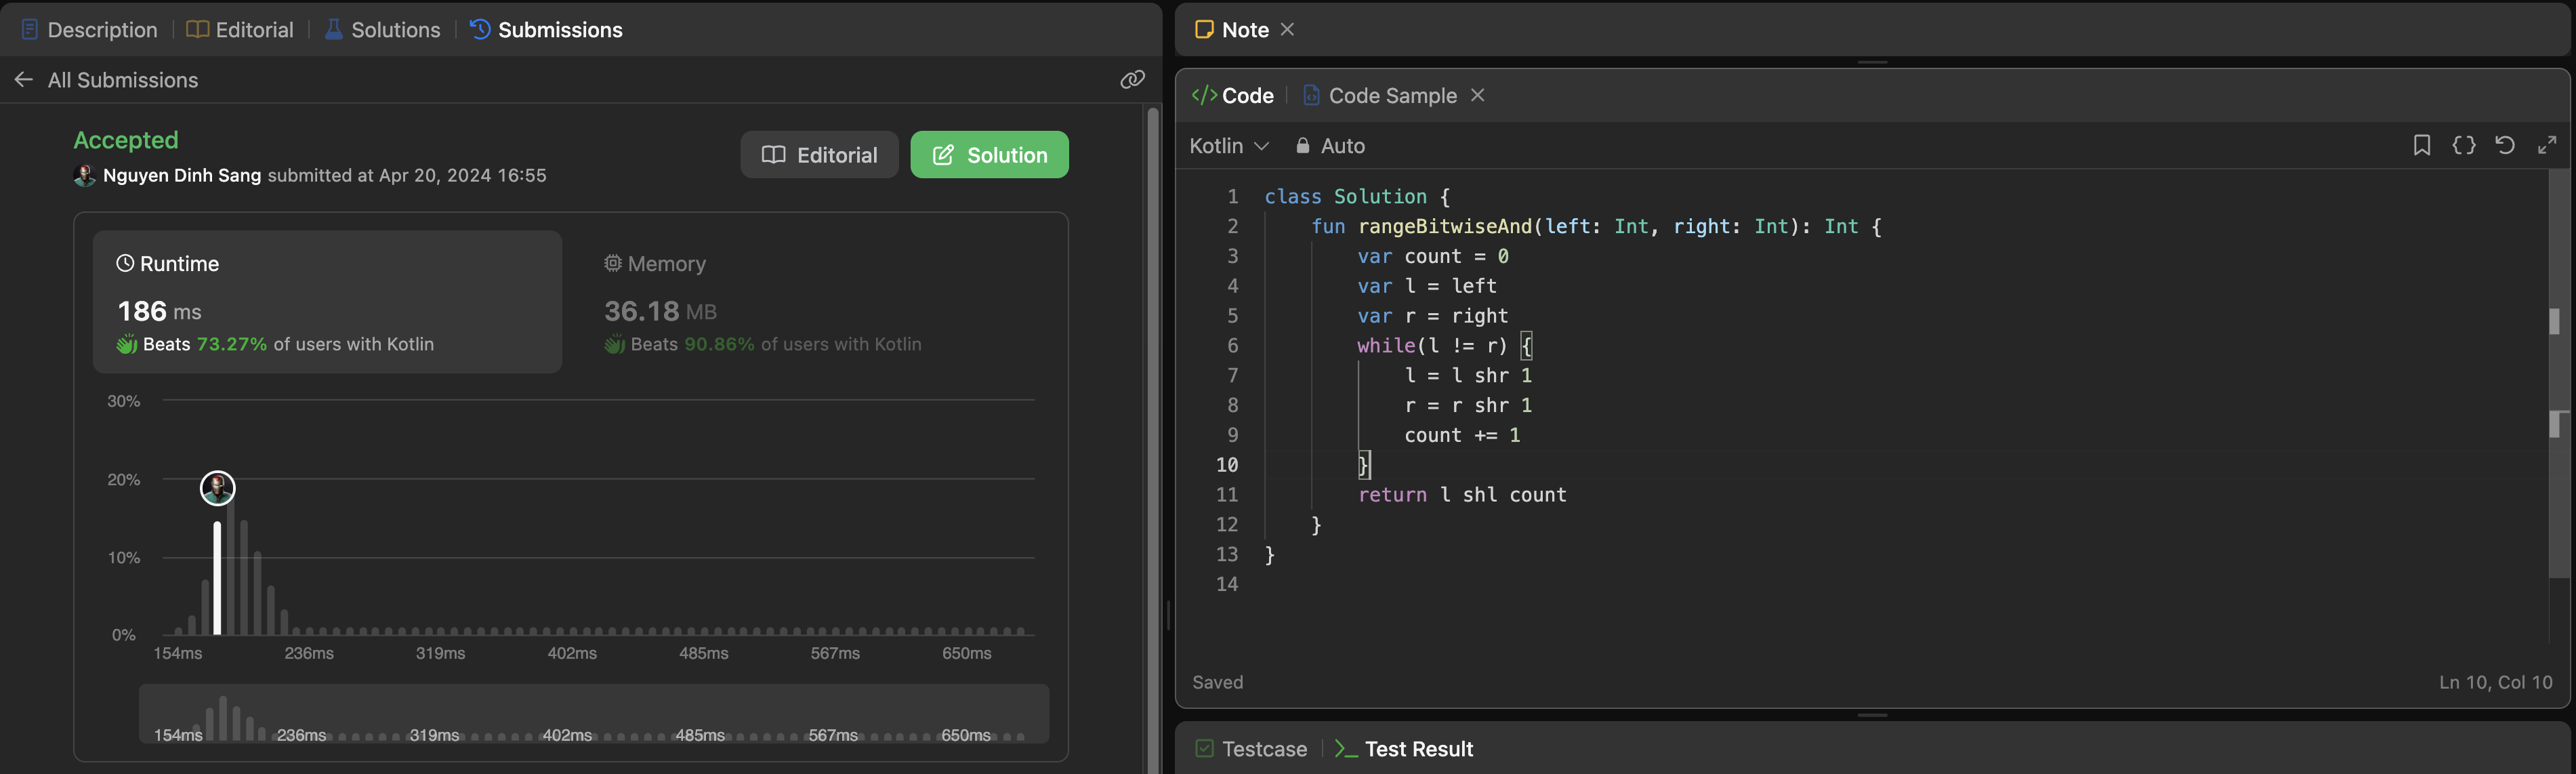 Description Editorial Solutions Submissions
All Submissions
Accepted
Nguyen Dinh Sang submitted at Apr 20, 2024 16:55
Editorial Solution
Runtime
186 ms
Beats 73.27% of users with Kotlin
Memory
36.18 MB
Beats 90.86% of users with Kotlin
30%
20%
10%
0%
154ms 236ms 319ms 402ms 485ms 567ms 650ms
154ms 236ms 319ms 402ms 485ms 567ms 650ms
Note
</> Code Code Sample
Kotlin Auto
1 class Solution {
2 fun rangeBitwiseAnd(left: Int, right: Int): Int {
3 var count = 0
4 var l = left
5 var r = right
6 while(l != r) {
7 l = l shr 1
8 r = r shr 1
9 count += 1
10 }
11 return l shl count
12 }
13 }
14
Saved Ln 10, Col 10
Testcase Test Result